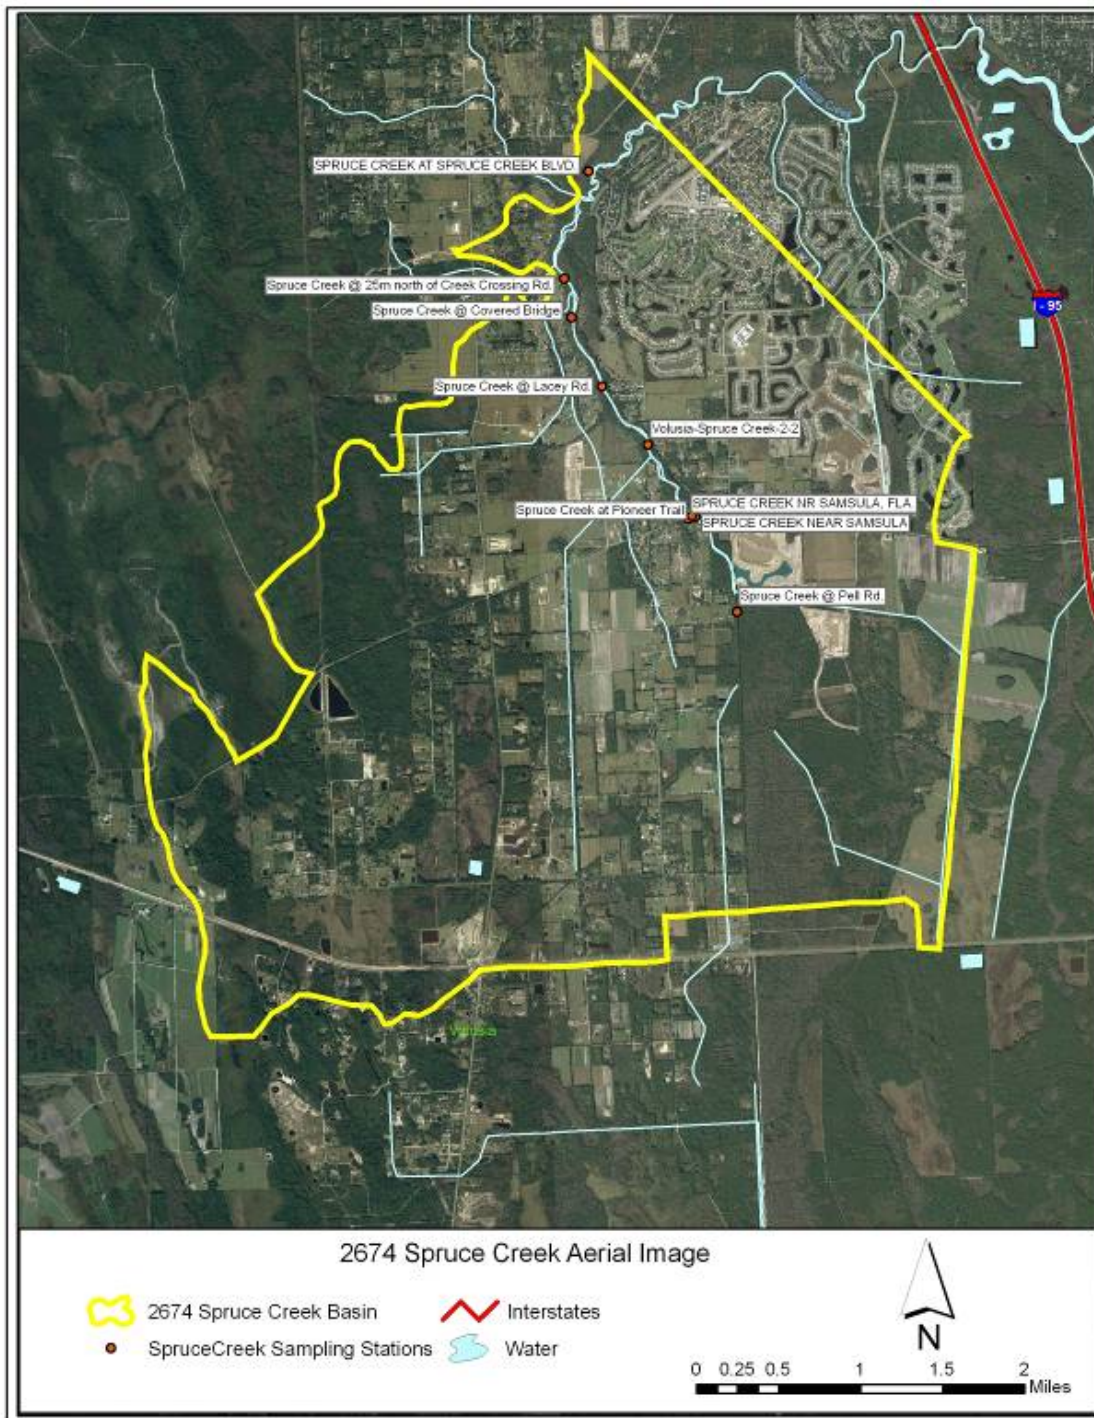 Spruce Creek
SPRUCE CREEK AT SPRUCE CREEK BLVD.
I - 95
Spruce Creek @ 25m north of Creek Crossing Rd.
Spruce Creek @ Covered Bridge
Spruce Creek @ Lacey Rd.
Volusia-Spruce Creek-2-2
SPRUCE CREEK NR SAMSULA, FLA
Spruce Creek at Pioneer Trail
SPRUCE CREEK NEAR SAMSULA
Spruce Creek @ Pell Rd.
Volusia
2674 Spruce Creek Aerial Image
2674 Spruce Creek Basin
Interstates
SpruceCreek Sampling Stations
Water
N
0 0.25 0.5 1 1.5 2
Miles